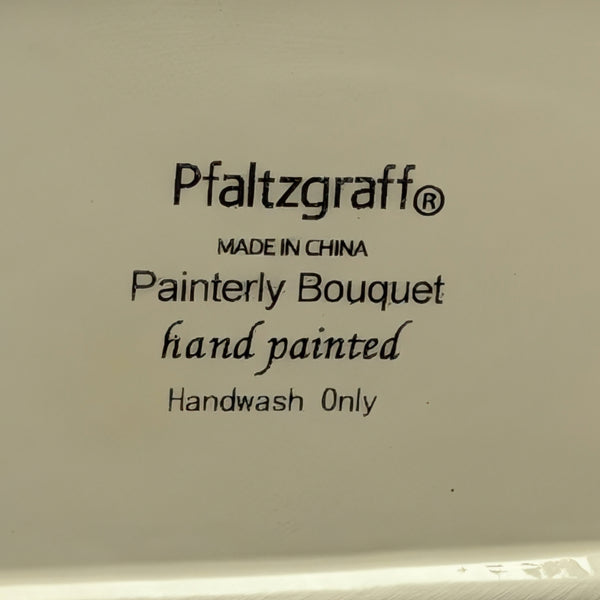 Pfaltzgraff®
MADE IN CHINA
Painterly Bouquet
hand painted
Handwash Only